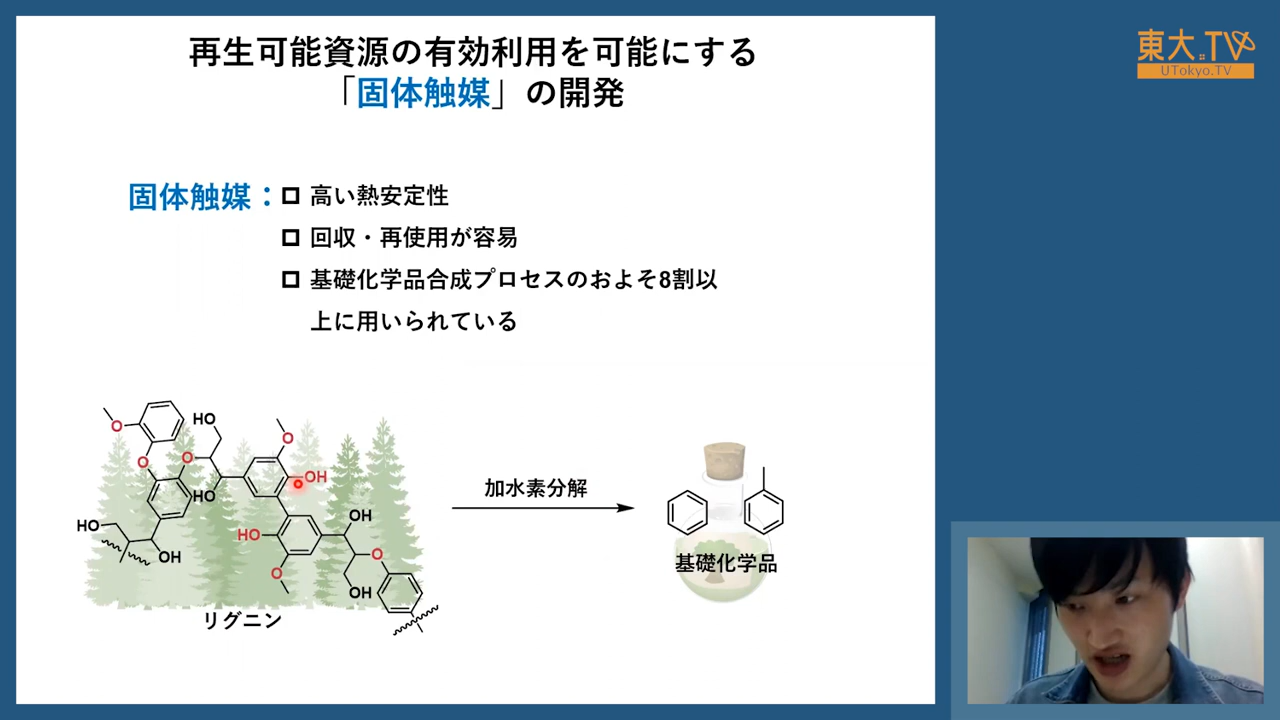 再生可能資源の有効利用を可能にする
「固体触媒」の開発
東大.TV
UTokyo.TV
固体触媒：
高い熱安定性
回収・再使用が容易
基礎化学品合成プロセスのおよそ8割以
上に用いられている
HO
O
O
O
O
OH
HO
HO
OH
HO
O
O
OH
OH
加水素分解
リグニン
基礎化学品